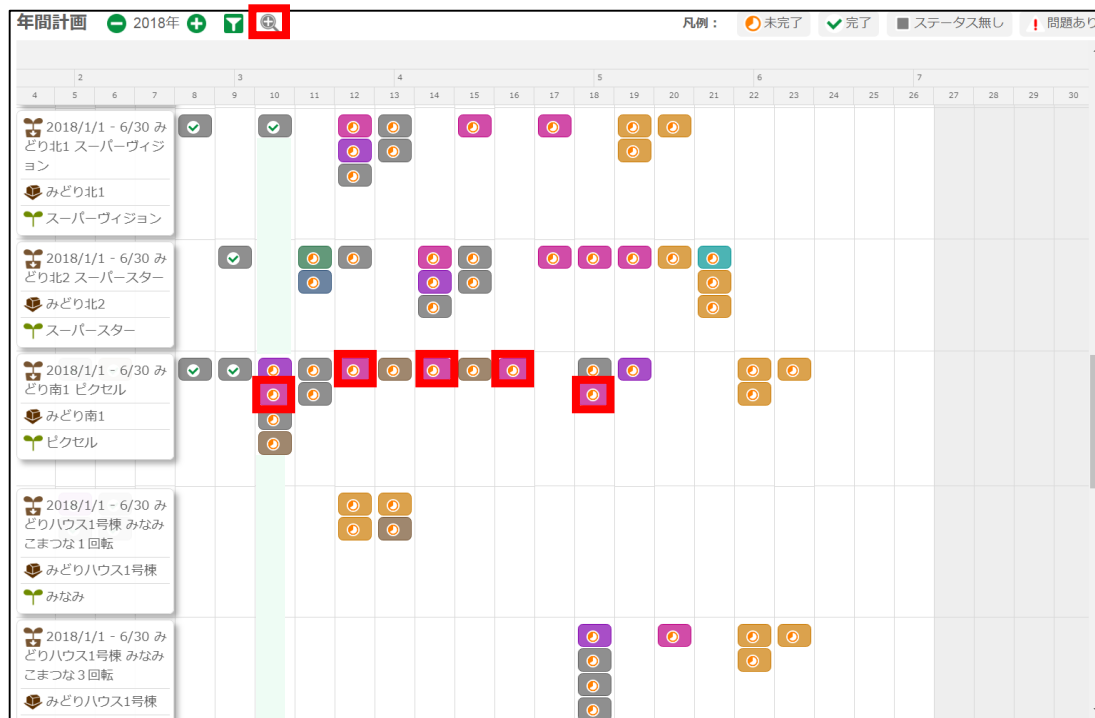 年間計画 2018年 凡例： 未完了 完了 ステータス無し 問題あり
2 3 4 5 6 7
4 5 6 7 8 9 10 11 12 13 14 15 16 17 18 19 20 21 22 23 24 25 26 27 28 29 30
2018/1/1 - 6/30 み
どり北1 スーパーヴィジ
ョン
みどり北1
スーパーヴィジョン
2018/1/1 - 6/30 み
どり北2 スーパースター
みどり北2
スーパースター
2018/1/1 - 6/30 み
どり南1 ピクセル
みどり南1
ピクセル
2018/1/1 - 6/30 み
どりハウス1号棟 みなみ
こまつな１回転
みどりハウス1号棟
みなみ
2018/1/1 - 6/30 み
どりハウス1号棟 みなみ
こまつな３回転
みどりハウス1号棟